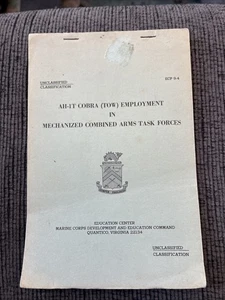 UNCLASSIFIED
CLASSIFICATION
ECP 9-4
AH-1T COBRA (TOW) EMPLOYMENT
IN
MECHANIZED COMBINED ARMS TASK FORCES
EDUCATION CENTER
MARINE CORPS DEVELOPMENT AND EDUCATION COMMAND
QUANTICO, VIRGINIA 22134
UNCLASSIFIED
CLASSIFICATION